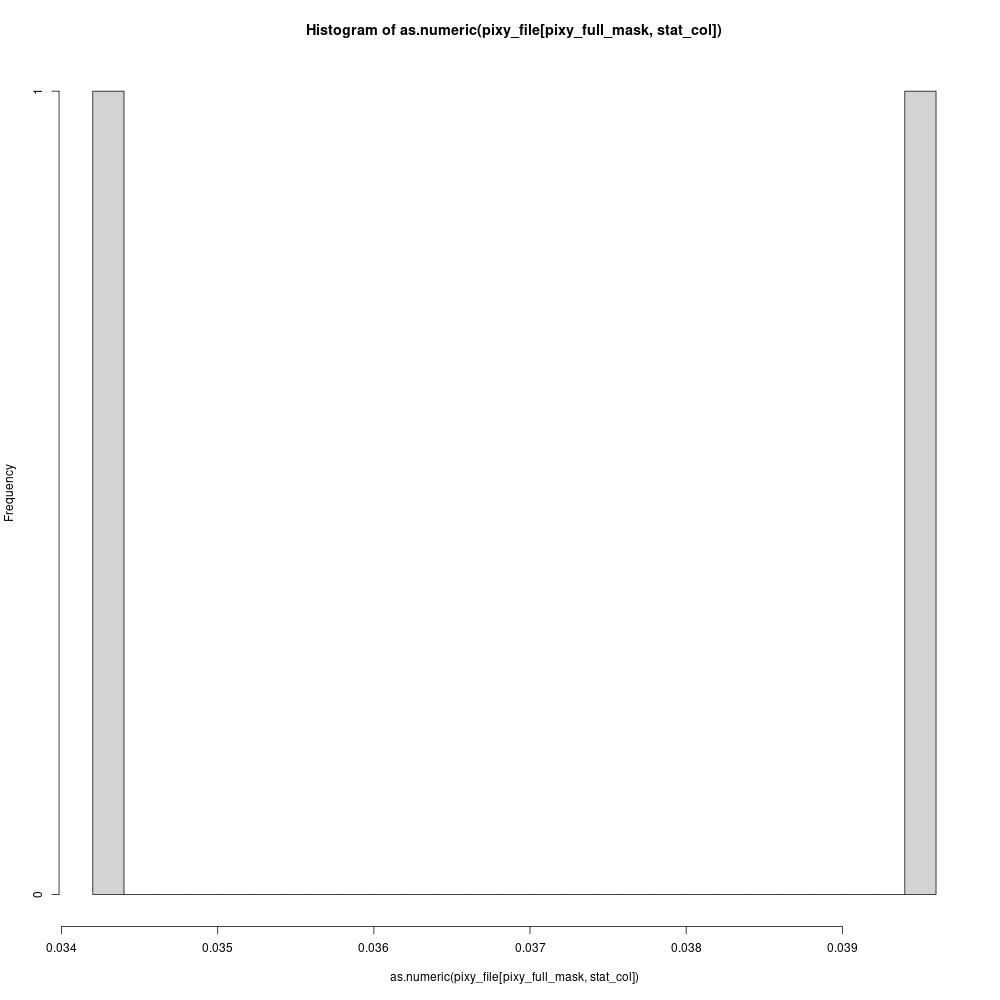 Histogram of as.numeric(pixy_file[pixy_full_mask, stat_col])
1
Frequency
0
0.034 0.035 0.036 0.037 0.038 0.039
as.numeric(pixy_file[pixy_full_mask, stat_col])